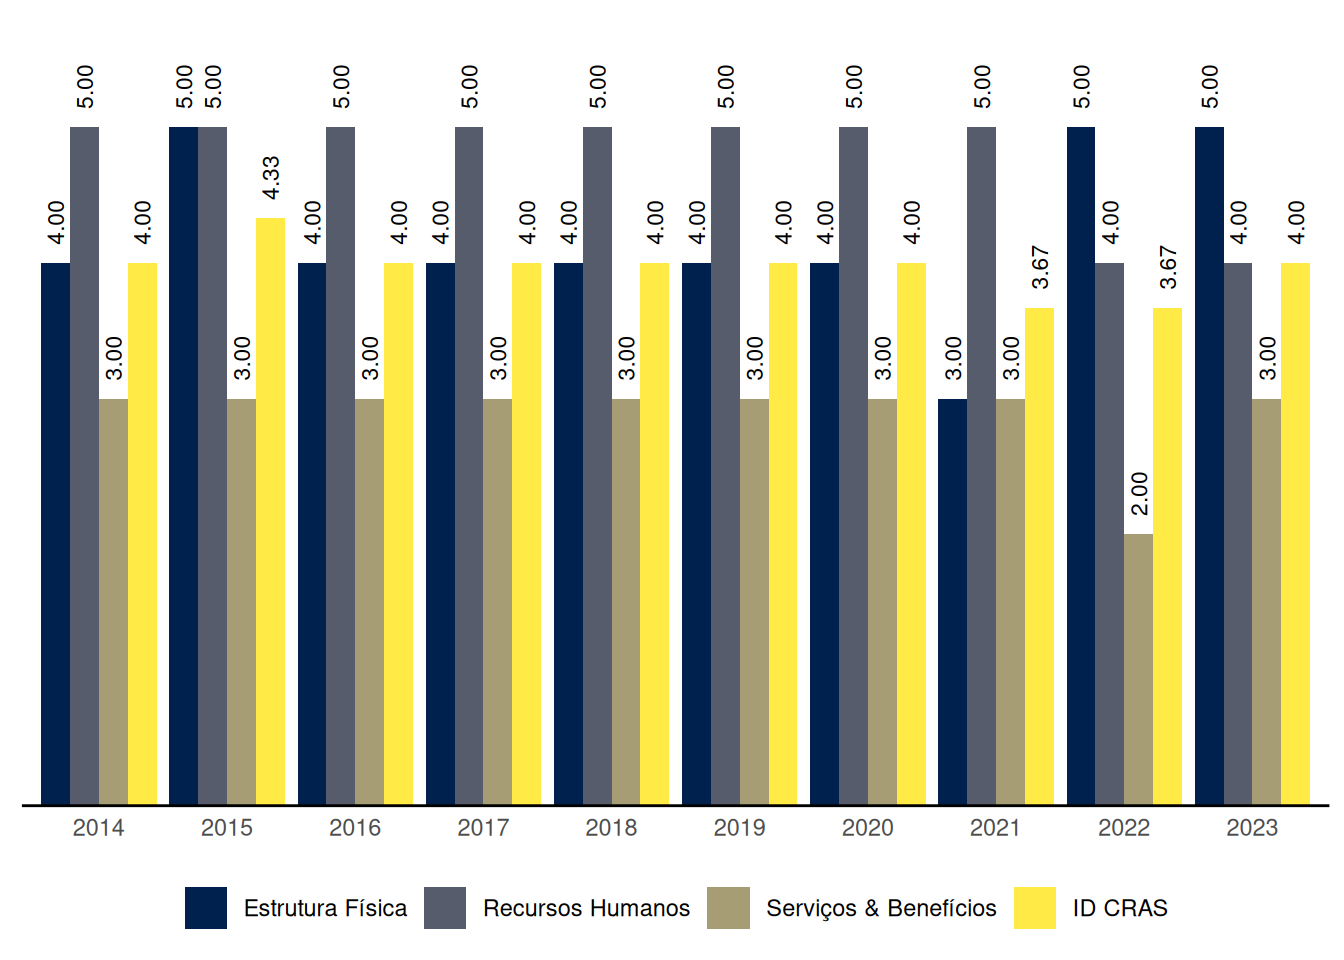 5.00 5.00 5.00 5.00 5.00 5.00 5.00 5.00 5.00 5.00 5.00 5.00
4.33
4.00 4.00 4.00 4.00 4.00 4.00 4.00 4.00 4.00 4.00 4.00 4.00 4.00 4.00 4.00
3.67 3.67
3.00 3.00 3.00 3.00 3.00 3.00 3.00 3.00 3.00 3.00
2.00
2014 2015 2016 2017 2018 2019 2020 2021 2022 2023
Estrutura Física Recursos Humanos Serviços & Benefícios ID CRAS